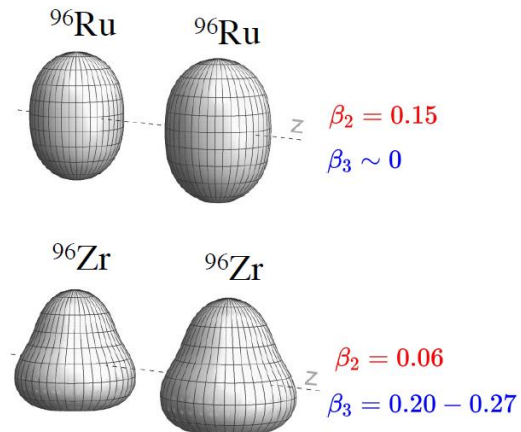 ⁹⁶Ru ⁹⁶Ru
z
β₂ = 0.15
β₃ ∼ 0
⁹⁶Zr ⁹⁶Zr
z
β₂ = 0.06
β₃ = 0.20 − 0.27